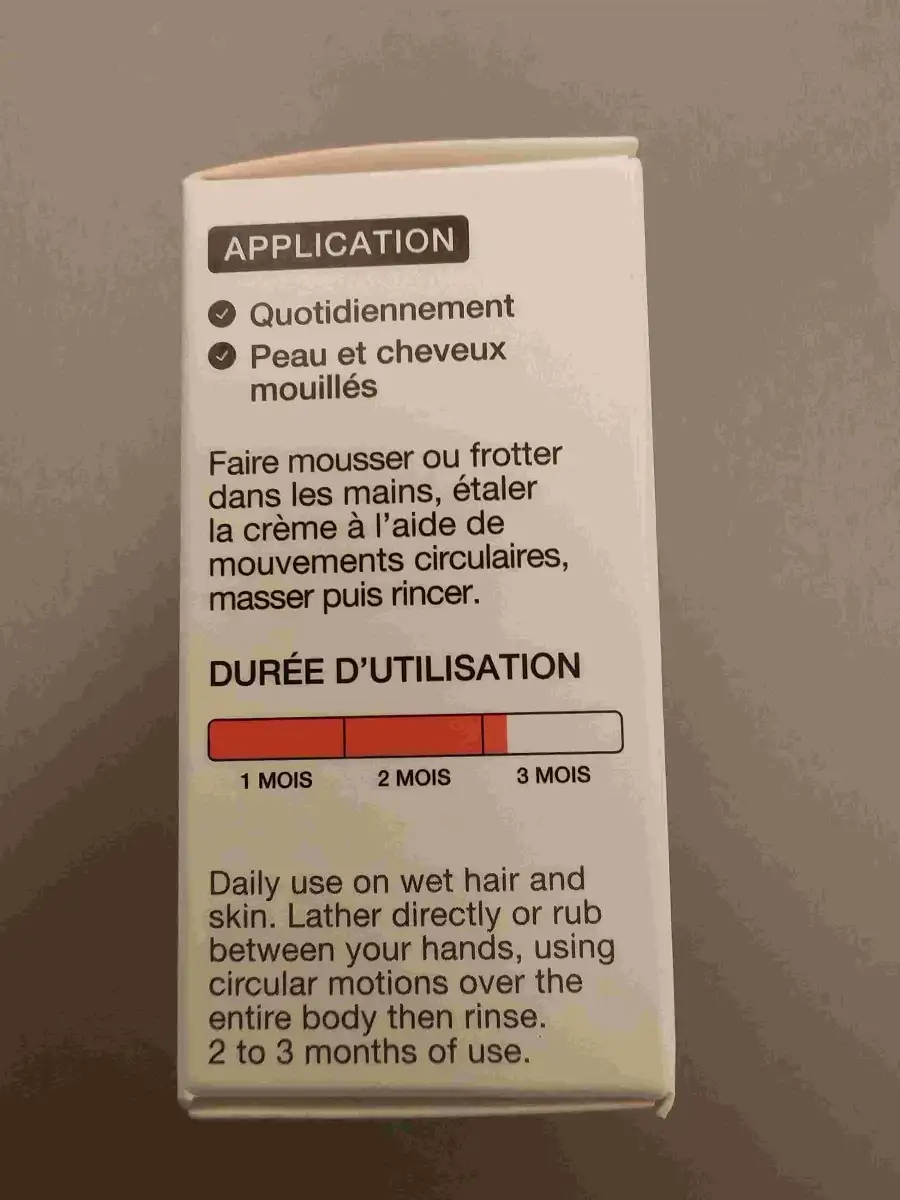 APPLICATION
Quotidiennement
Peau et cheveux
mouillés
Faire mousser ou frotter
dans les mains, étaler
la crème à l'aide de
mouvements circulaires,
masser puis rincer.
DURÉE D'UTILISATION
1 MOIS
2 MOIS
3 MOIS
Daily use on wet hair and
skin. Lather directly or rub
between your hands, using
circular motions over the
entire body then rinse.
2 to 3 months of use.